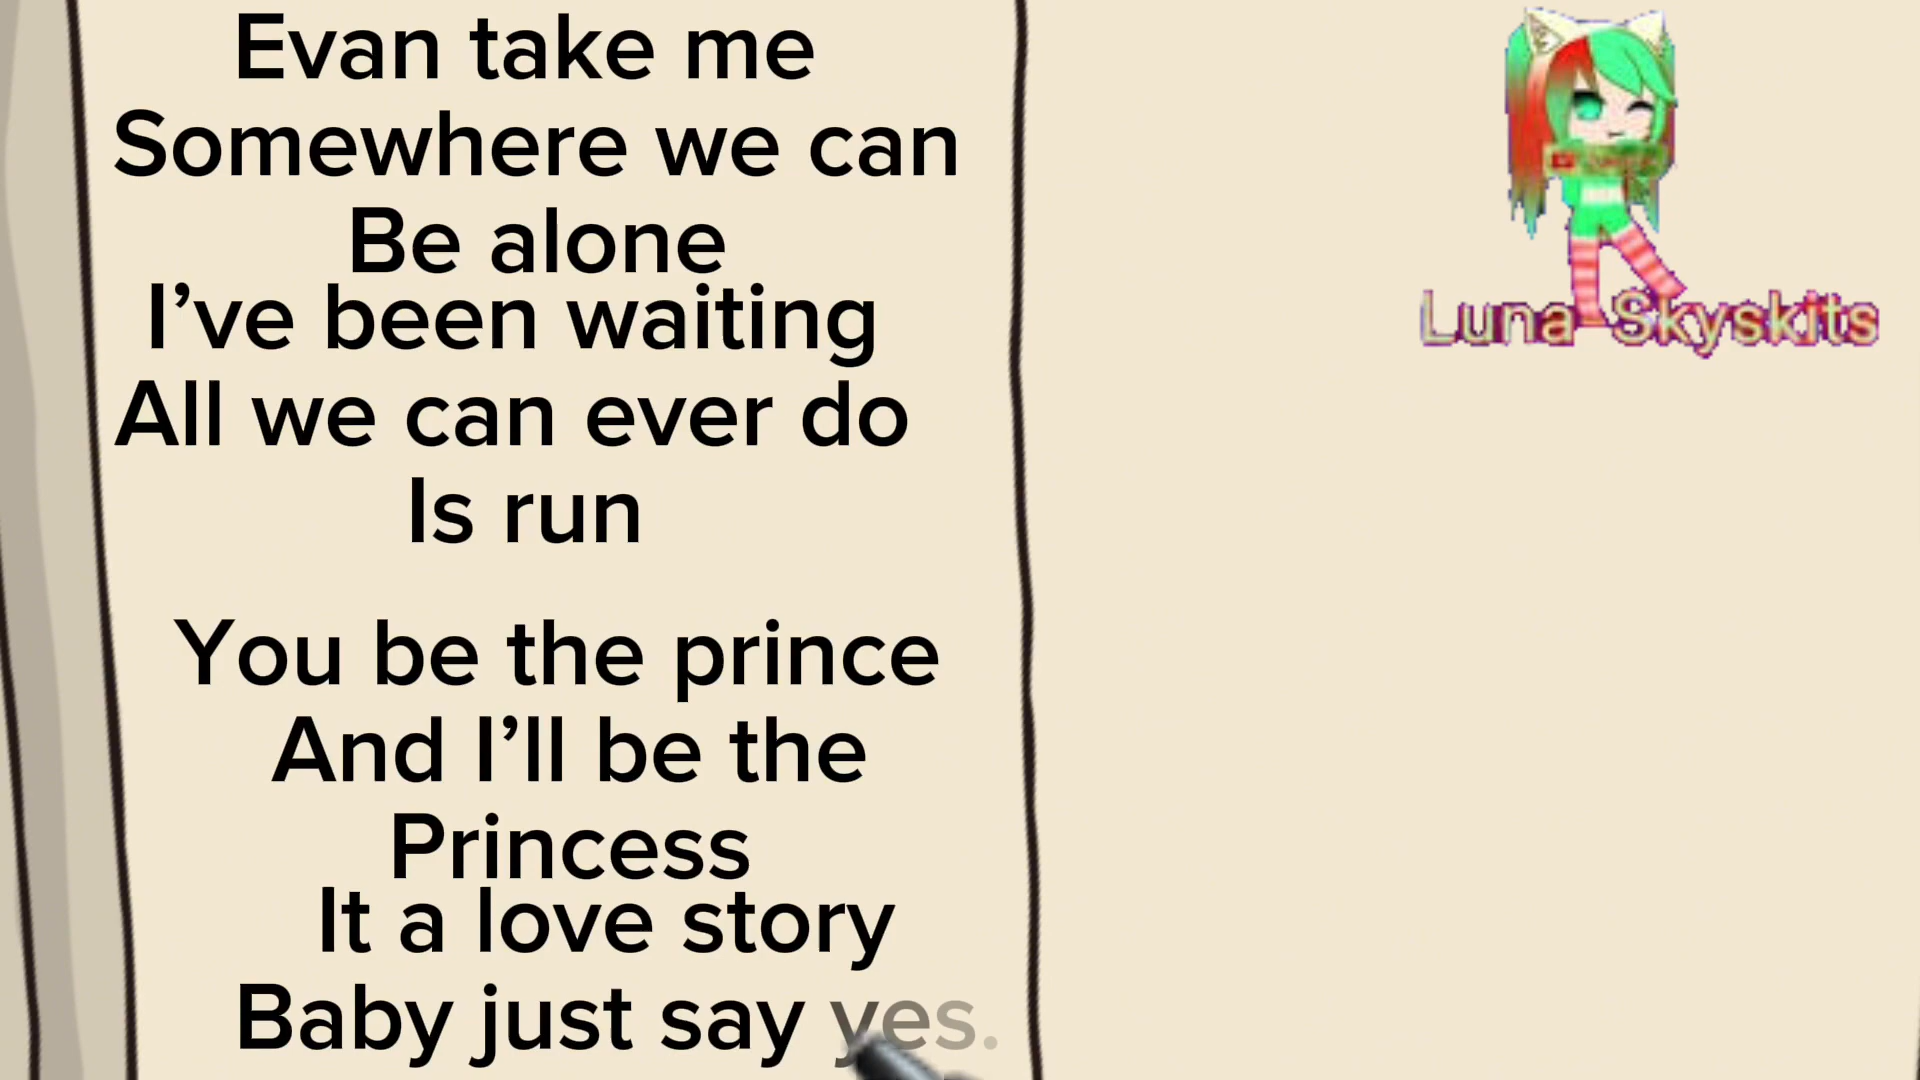 Evan take me
Somewhere we can
Be alone
I’ve been waiting
All we can ever do
Is run
You be the prince
And I’ll be the
Princess
It a love story
Baby just say yes.
Luna Skyskits